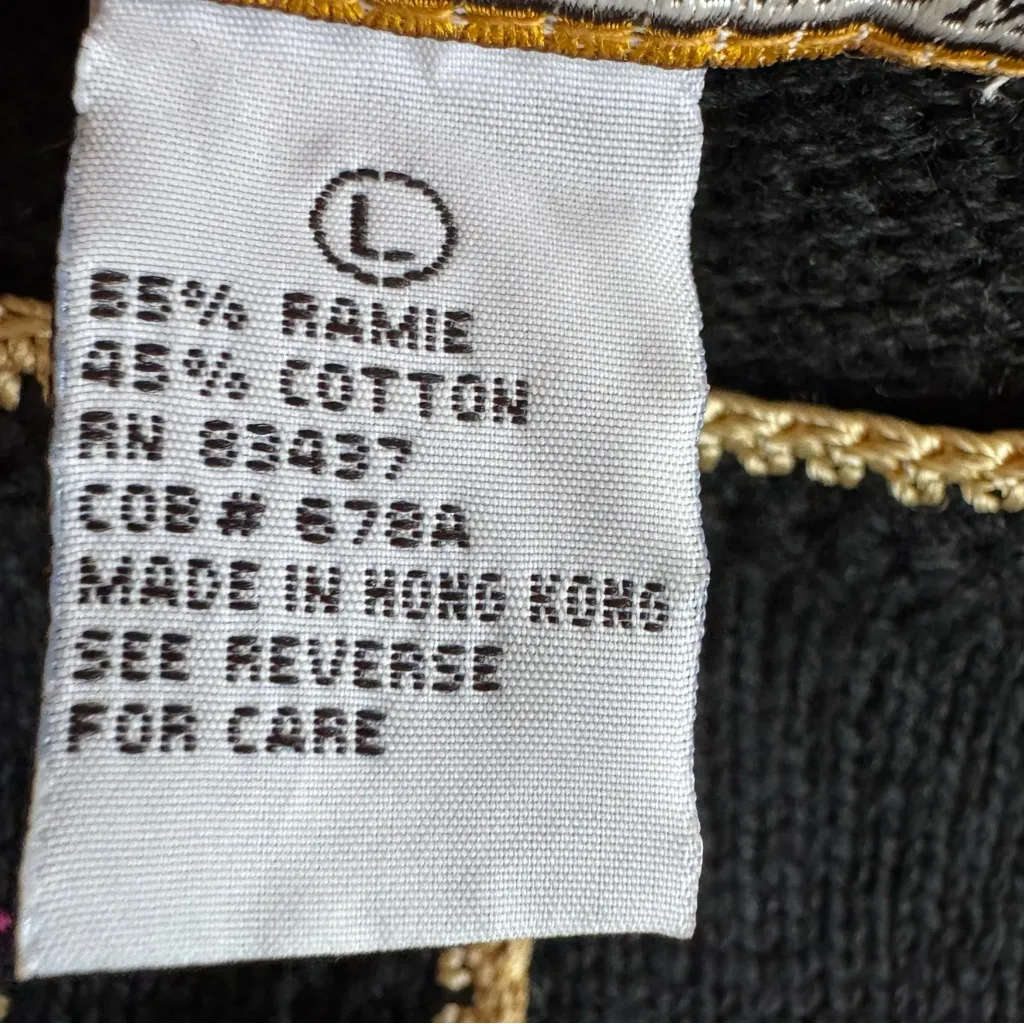 L
55% RAMIE
45% COTTON
RN 83437
COB# 678A
MADE IN HONG KONG
SEE REVERSE
FOR CARE